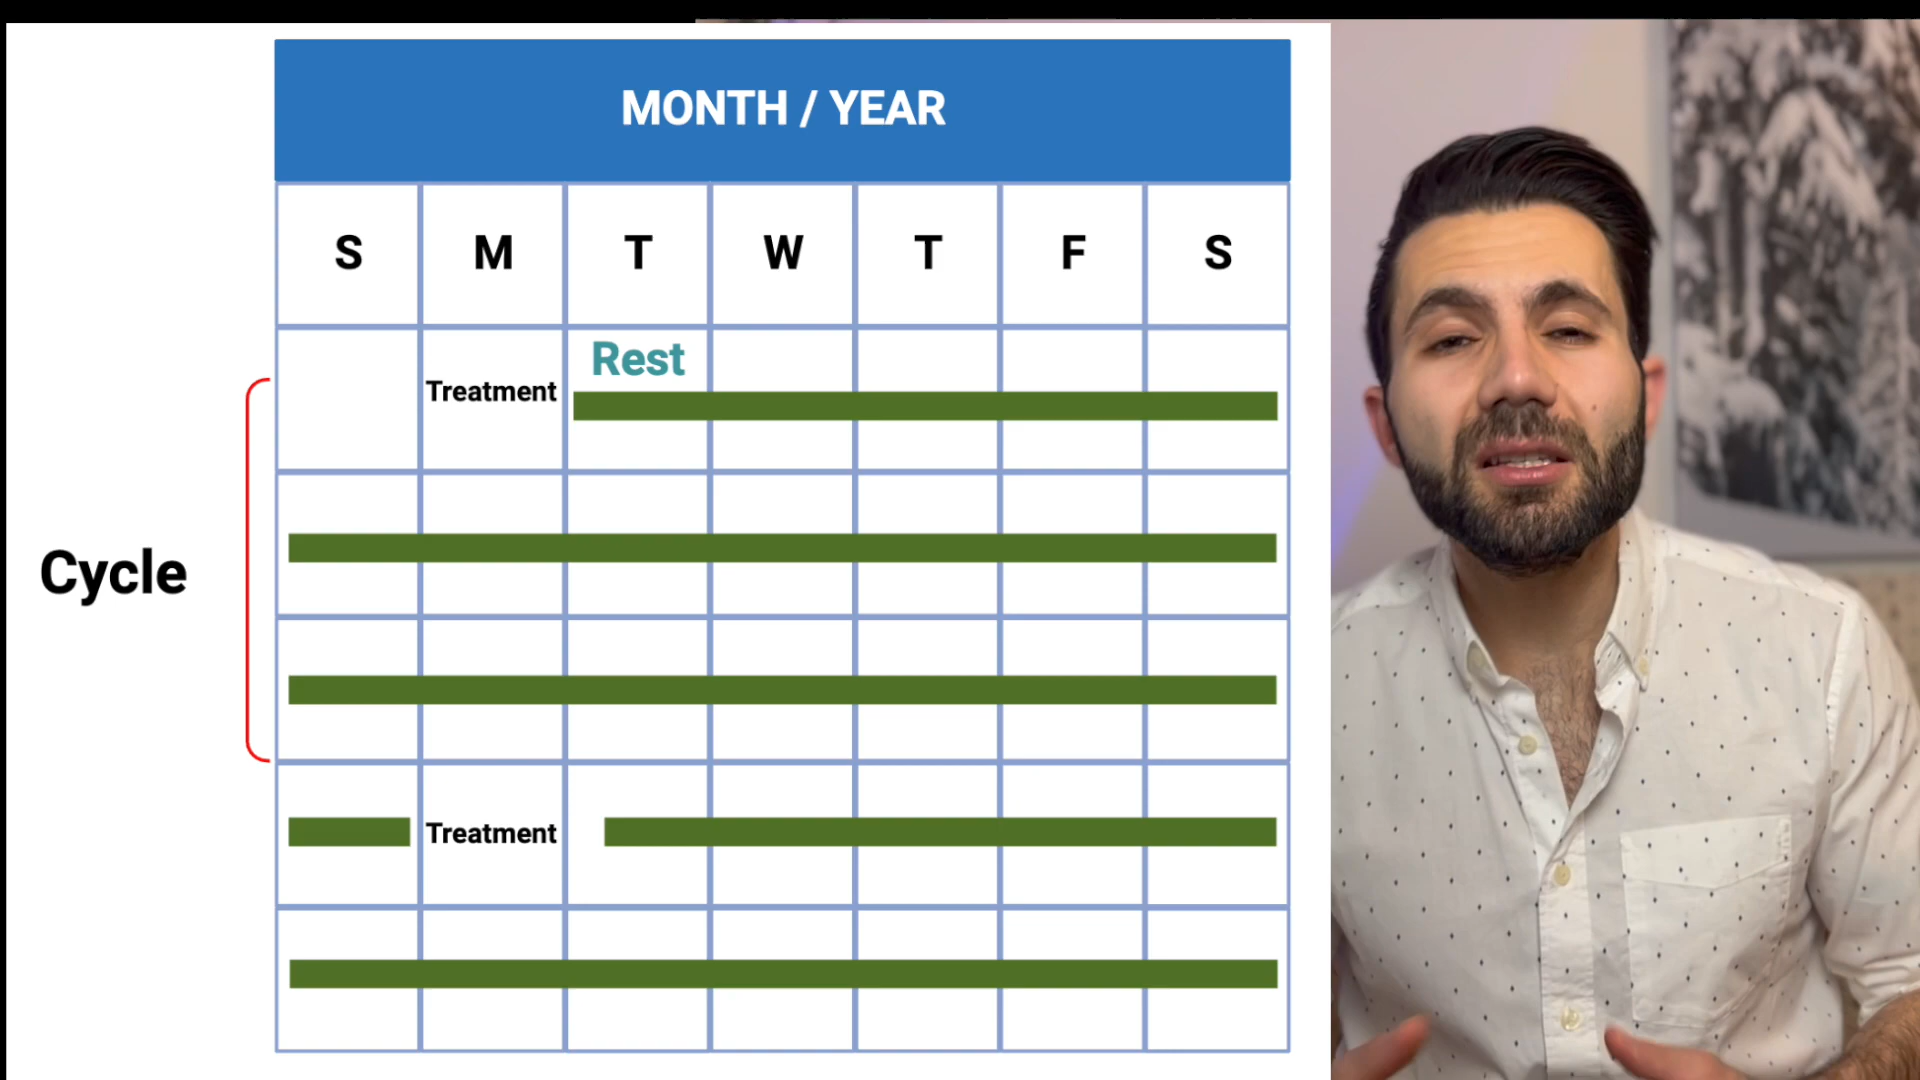 MONTH / YEAR
S M T W T F S
Rest
Treatment
Cycle
Treatment